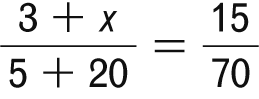 3 + x / 5 + 20 = 15 / 70